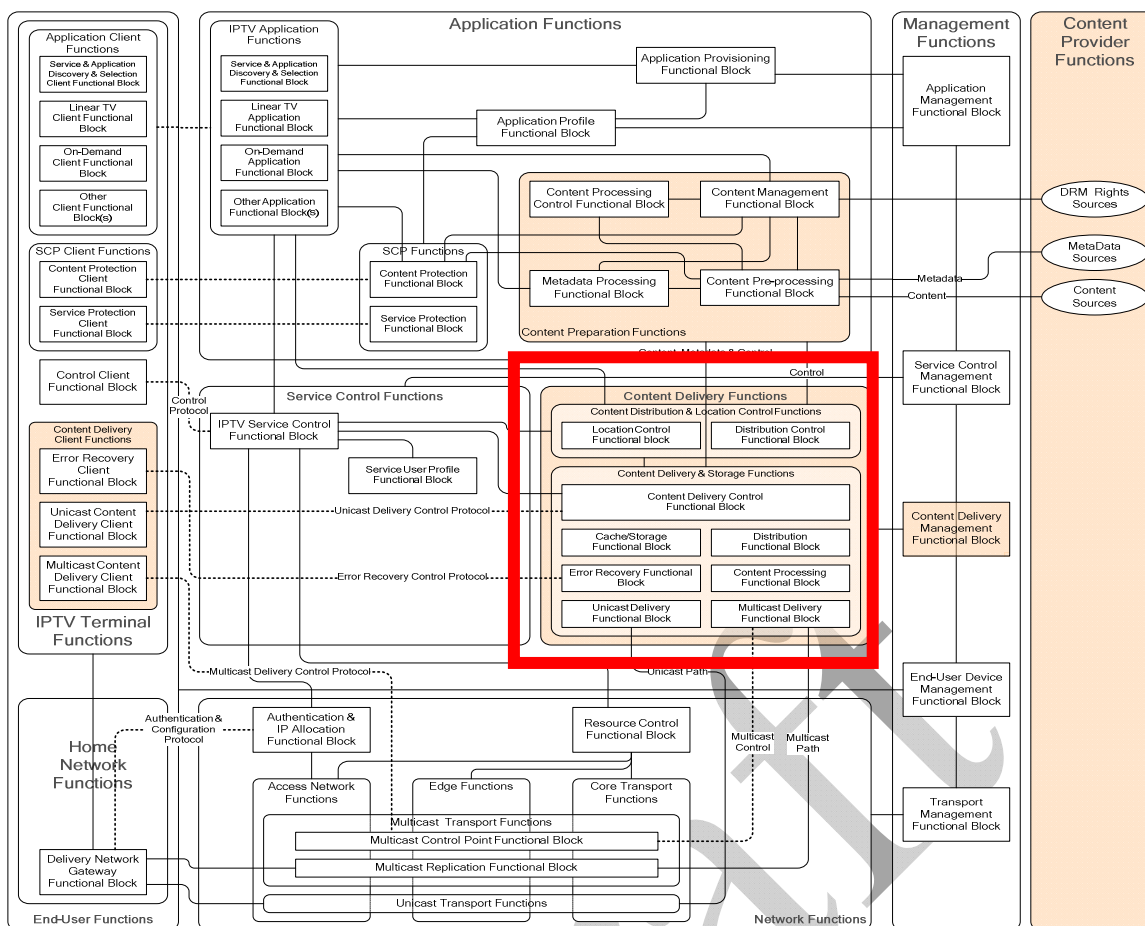 Application Functions
Management
Functions
Content
Provider
Functions
Application Client
Functions
Service & Application
Discovery & Selection
Client Functional Block
Linear TV
Client Functional
Block
On-Demand
Client Functional
Block
Other
Client Functional
Block(s)
SCP Client Functions
Content Protection
Client
Functional Block
Service Protection
Client
Functional Block
Control Client
Functional Block
Control
Protocol
Content Delivery
Client Functions
Error Recovery
Client
Functional Block
Unicast Content
Delivery Client
Functional Block
Multicast Content
Delivery Client
Functional Block
IPTV Terminal
Functions
IPTV Application
Functions
Service & Application
Discovery & Selection
Functional Block
Linear TV
Application
Functional Block
On-Demand
Application
Functional Block
Other Application
Functional Block(s)
Application Provisioning
Functional Block
Application Profile
Functional Block
SCP Functions
Content Protection
Functional Block
Service Protection
Functional Block
Content Processing
Control Functional Block
Content Management
Functional Block
Metadata Processing
Functional Block
Content Pre-processing
Functional Block
Content Preparation Functions
Application
Management
Functional Block
DRM Rights
Sources
MetaData
Sources
Content
Sources
Metadata
Content
Control
Service Control Functions
IPTV Service Control
Functional Block
Service User Profile
Functional Block
Unicast Delivery Control Protocol
Error Recovery Control Protocol
Content Delivery Functions
Content Distribution & Location Control Functions
Location Control
Functional block
Distribution Control
Functional Block
Content Delivery & Storage Functions
Content Delivery Control
Functional Block
Cache/Storage
Functional Block
Distribution
Functional Block
Error Recovery Functional
Block
Content Processing
Functional Block
Unicast Delivery
Functional Block
Multicast Delivery
Functional Block
Service Control
Management
Functional Block
Content Delivery
Management
Functional Block
End-User Device
Management
Functional Block
Transport
Management
Functional Block
Multicast Delivery Control Protocol
Unicast Path
Authentication &
Configuration
Protocol
Home
Network
Functions
Delivery Network
Gateway
Functional Block
End-User Functions
Authentication &
IP Allocation
Functional Block
Resource Control
Functional Block
Multicast
Control
Multicast
Path
Access Network
Functions
Edge Functions
Core Transport
Functions
Multicast Transport Functions
Multicast Control Point Functional Block
Multicast Replication Functional Block
Unicast Transport Functions
Network Functions